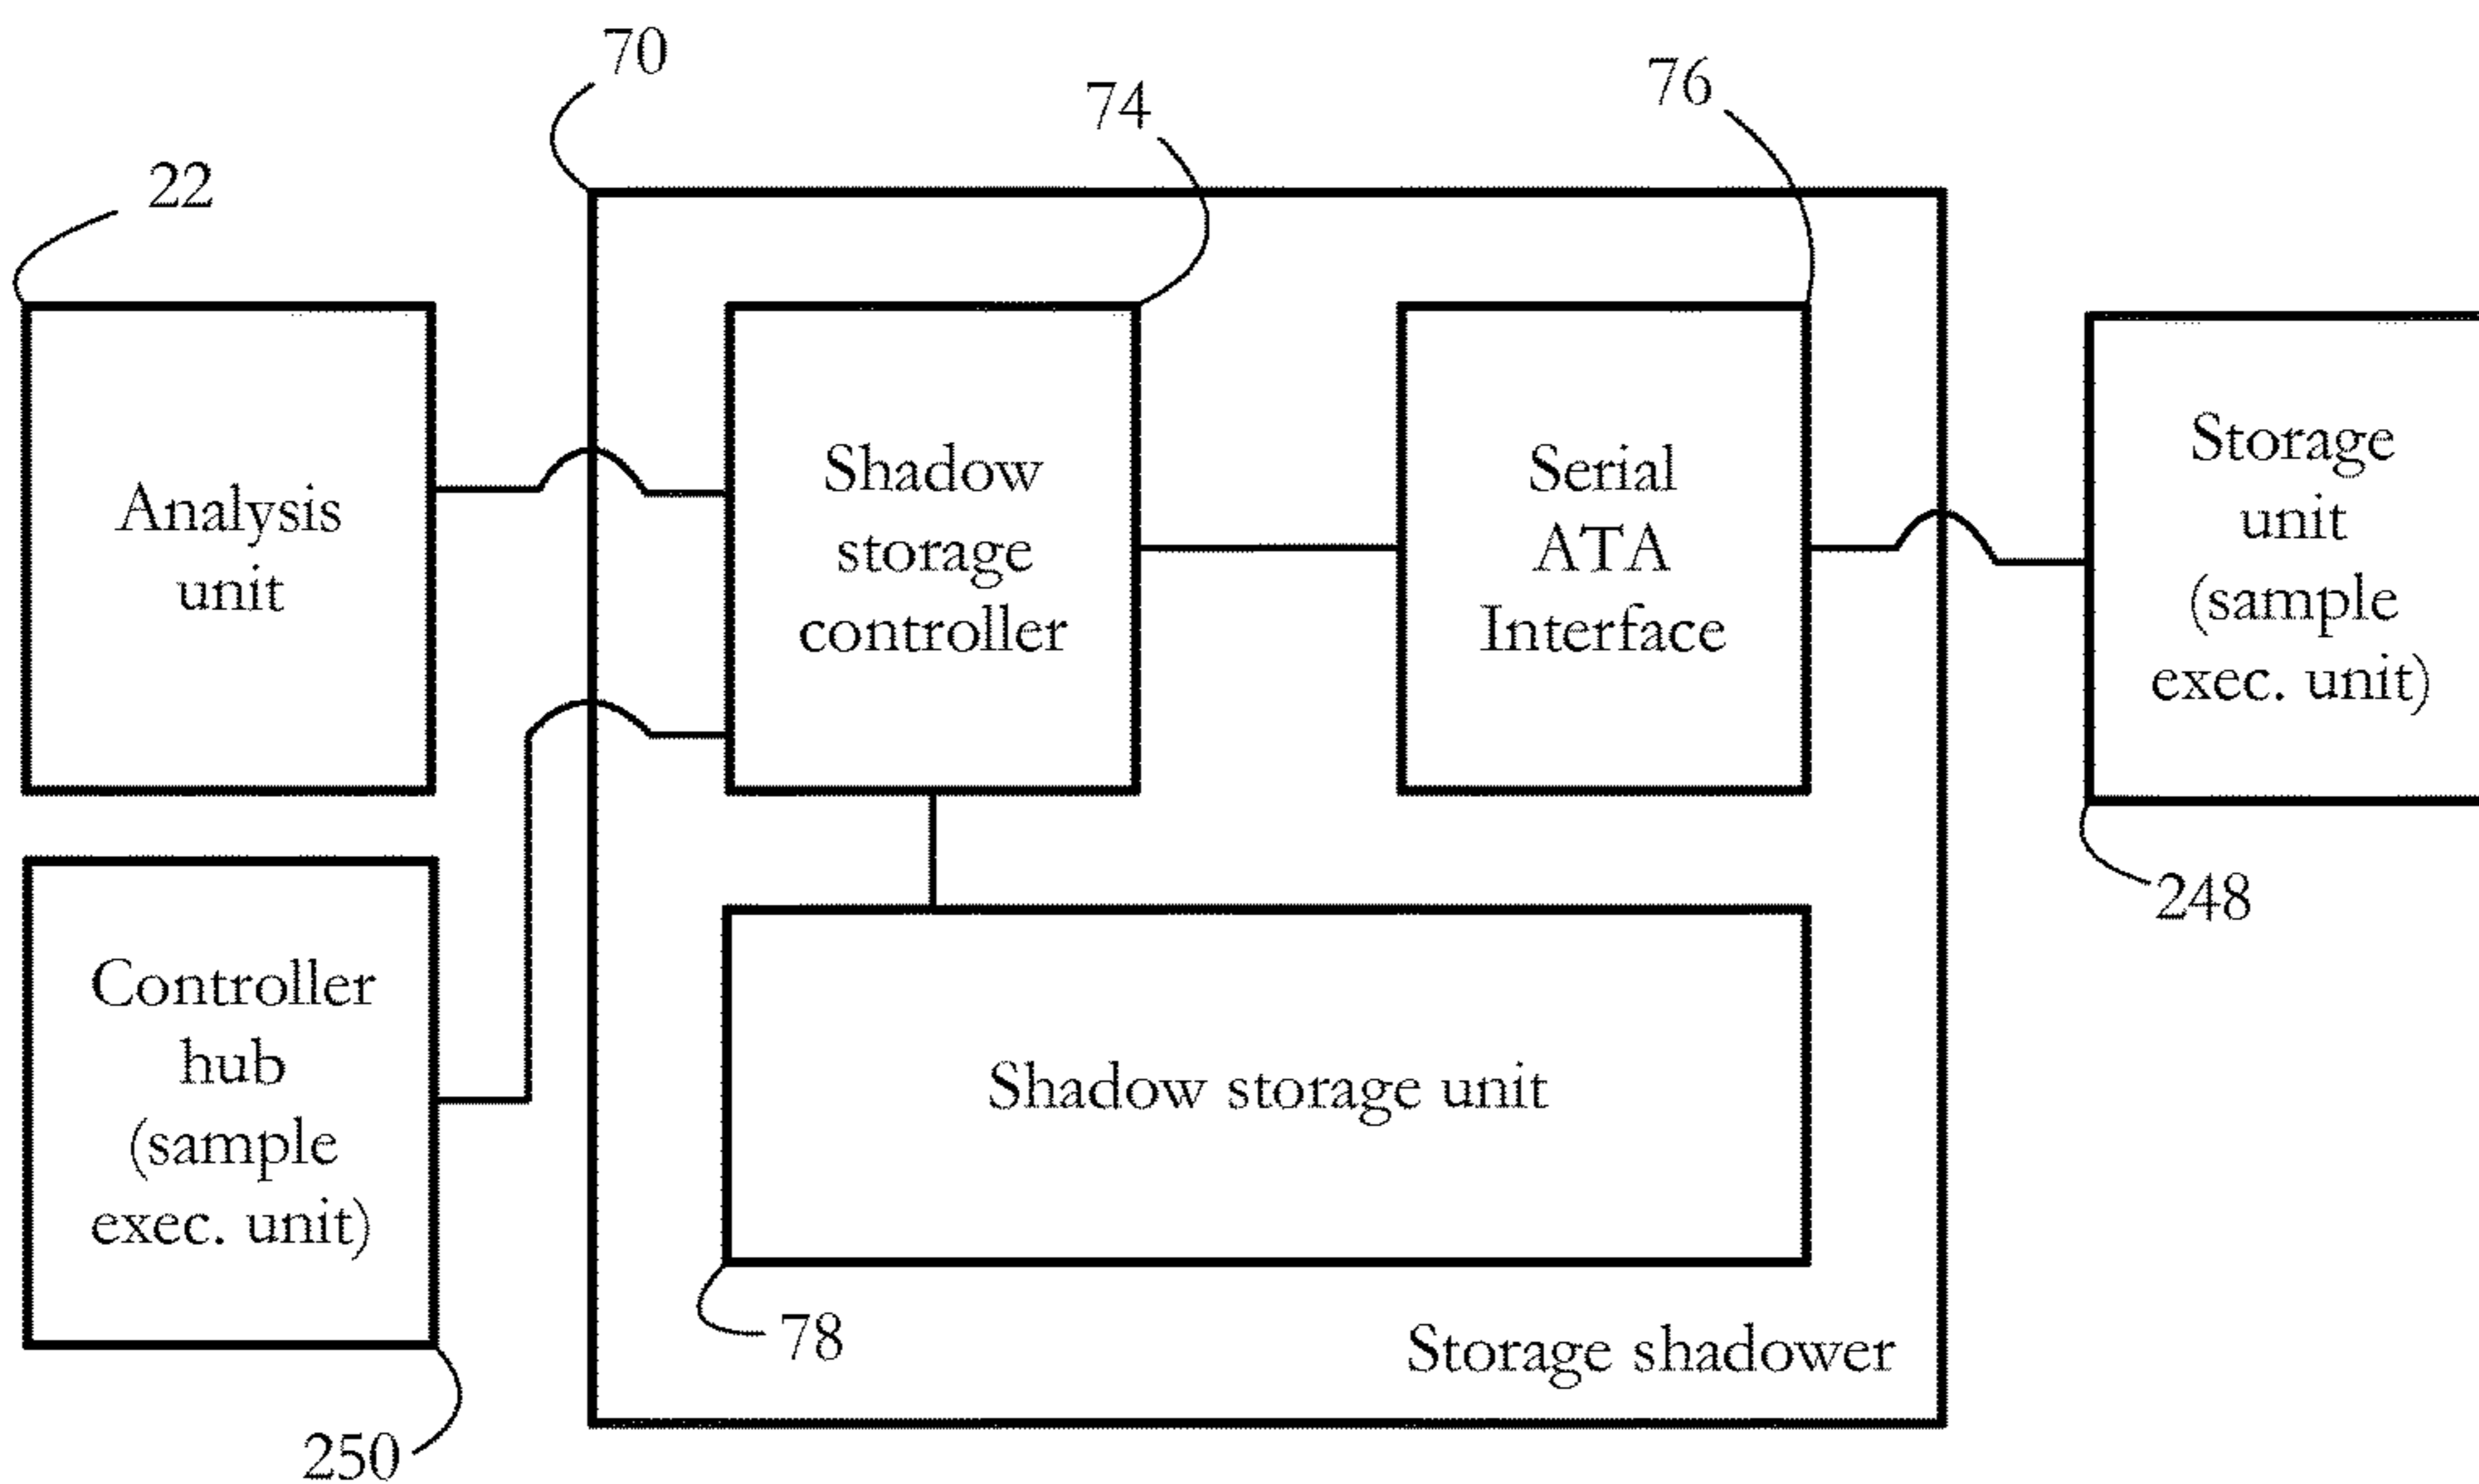 70
74
76
22
Analysis
unit
Shadow
storage
controller
Serial
ATA
Interface
Storage
unit
(sample
exec. unit)
248
Controller
hub
(sample
exec. unit)
250
Shadow storage unit
78
Storage shadower